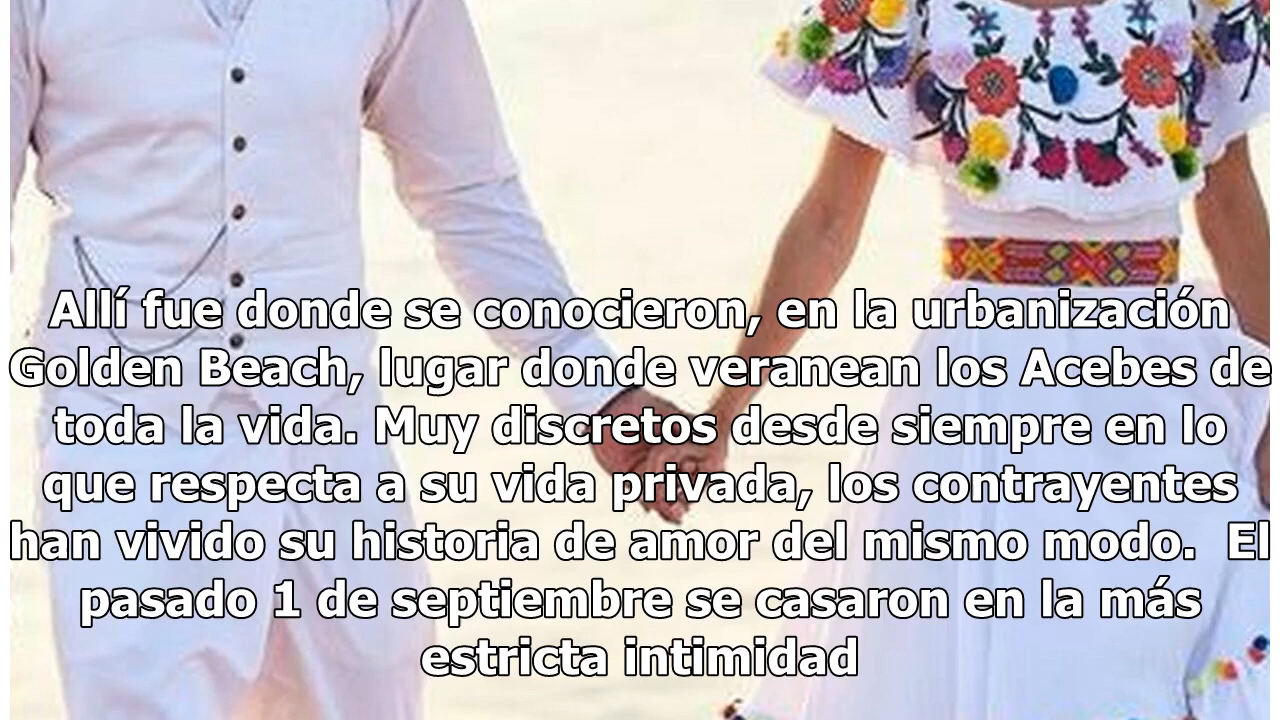 Allí fue donde se conocieron, en la urbanización
Golden Beach, lugar donde veranean los Acebes de
toda la vida. Muy discretos desde siempre en lo
que respecta a su vida privada, los contrayentes
han vivido su historia de amor del mismo modo.  El
pasado 1 de septiembre se casaron en la más
estricta intimidad